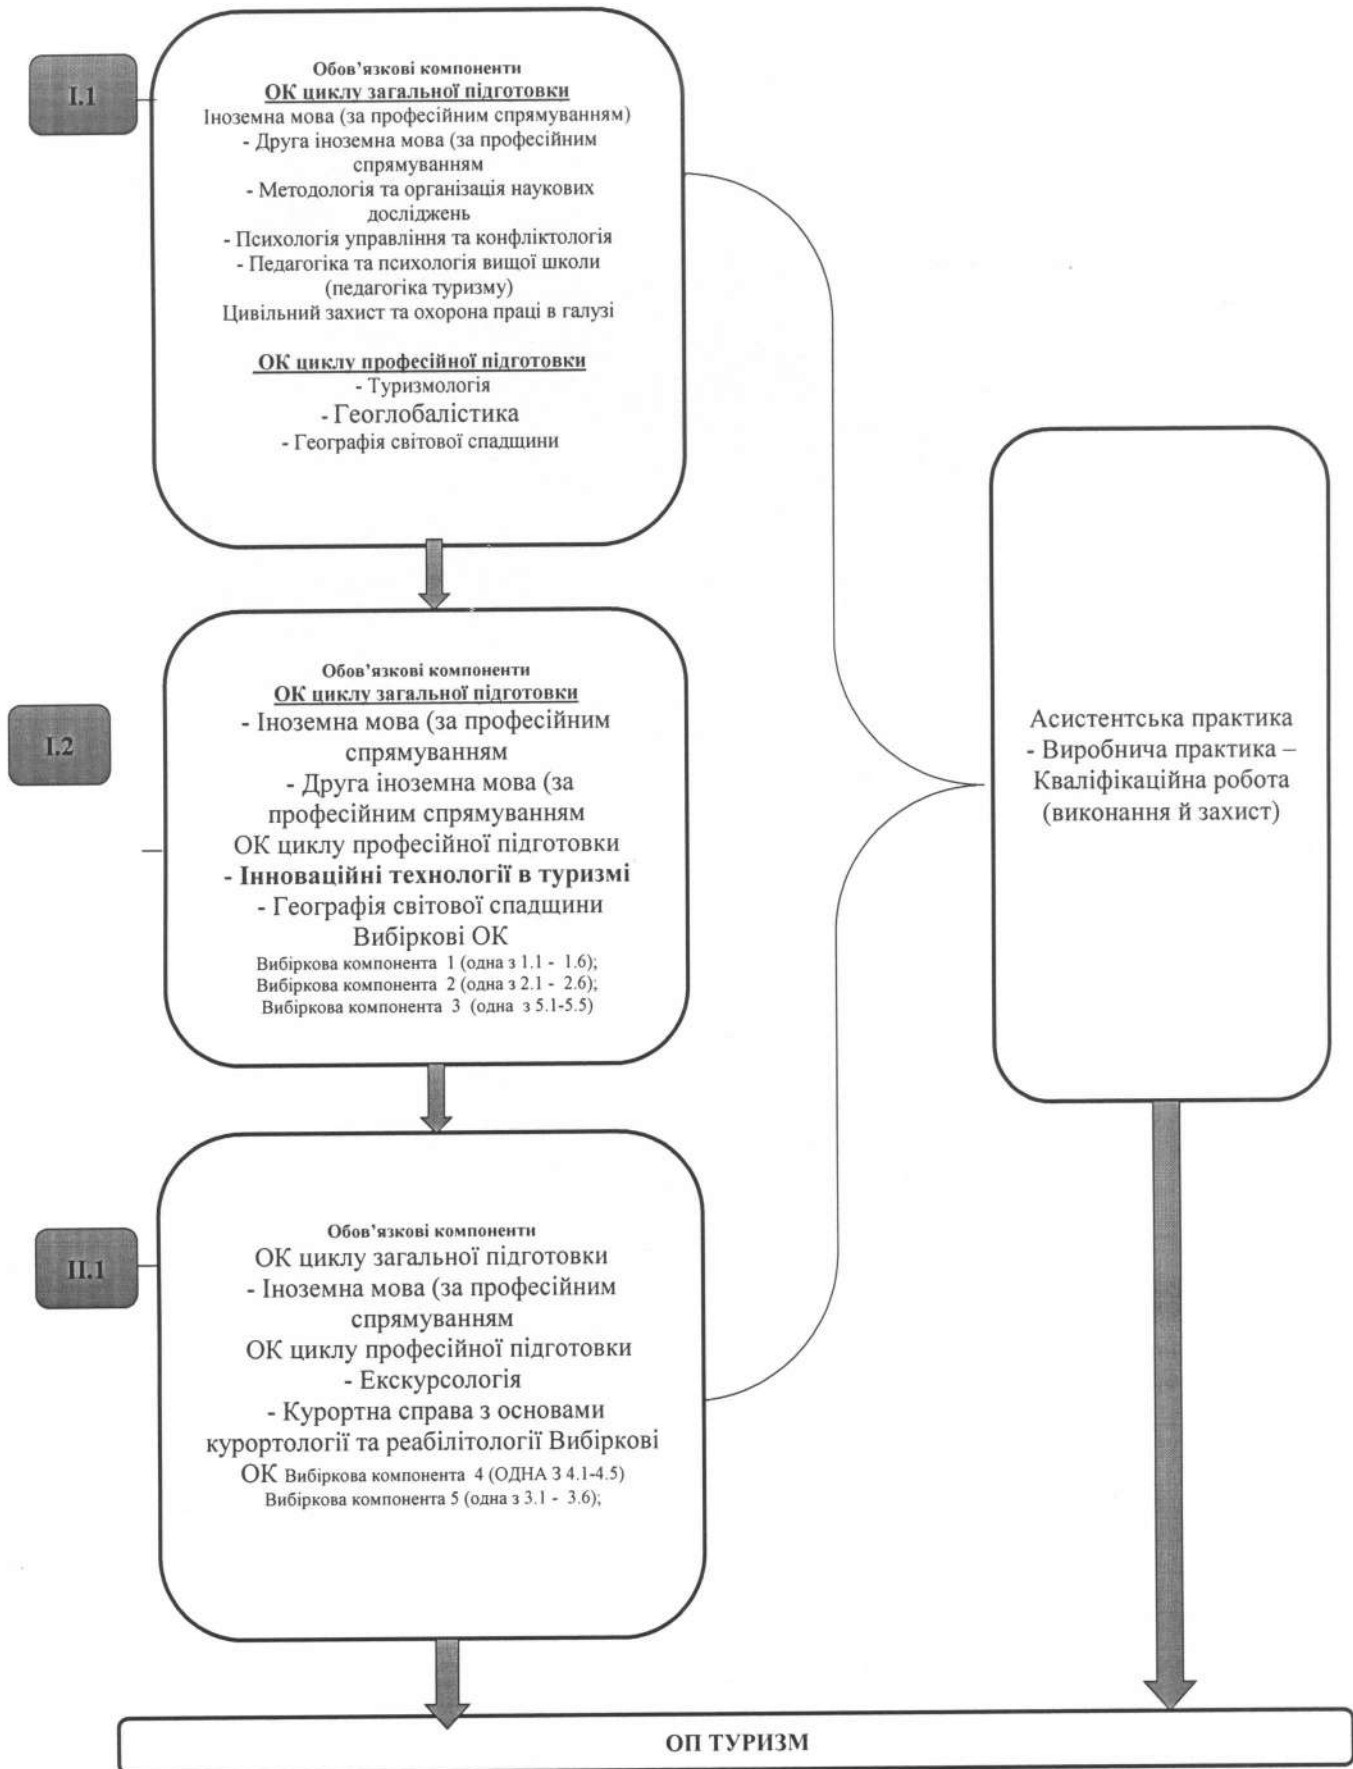 I.1
Обов’язкові компоненти
ОК циклу загальної підготовки
Іноземна мова (за професійним спрямуванням)
- Друга іноземна мова (за професійним
спрямуванням
- Методологія та організація наукових
досліджень
- Психологія управління та конфліктологія
- Педагогіка та психологія вищої школи
(педагогіка туризму)
Цивільний захист та охорона праці в галузі
ОК циклу професійної підготовки
- Туризмологія
- Геоглобалістика
- Географія світової спадщини
I.2
Обов’язкові компоненти
ОК циклу загальної підготовки
- Іноземна мова (за професійним
спрямуванням
- Друга іноземна мова (за
професійним спрямуванням
ОК циклу професійної підготовки
- Інноваційні технології в туризмі
- Географія світової спадщини
Вибіркові ОК
Вибіркова компонента 1 (одна з 1.1 - 1.6);
Вибіркова компонента 2 (одна з 2.1 - 2.6);
Вибіркова компонента 3 (одна з 5.1-5.5)
II.1
Обов’язкові компоненти
ОК циклу загальної підготовки
- Іноземна мова (за професійним
спрямуванням
ОК циклу професійної підготовки
- Екскурсологія
- Курортна справа з основами
курортології та реабілітології Вибіркові
ОК Вибіркова компонента 4 (ОДНА З 4.1-4.5)
Вибіркова компонента 5 (одна з 3.1 - 3.6);
Асистентська практика
- Виробнича практика –
Кваліфікаційна робота
(виконання й захист)
ОП ТУРИЗМ